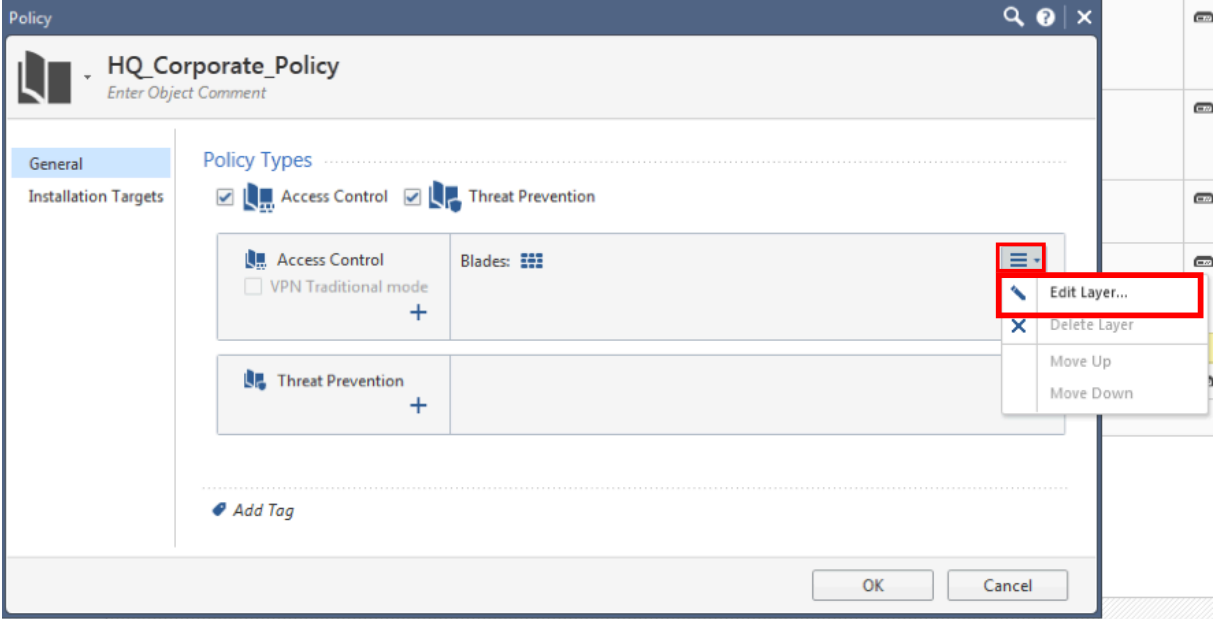 Policy
HQ_Corporate_Policy
Enter Object Comment
General
Installation Targets
Policy Types
Access Control Threat Prevention
Access Control
VPN Traditional mode
Blades:
Edit Layer...
Delete Layer
Move Up
Move Down
Threat Prevention
Add Tag
OK Cancel